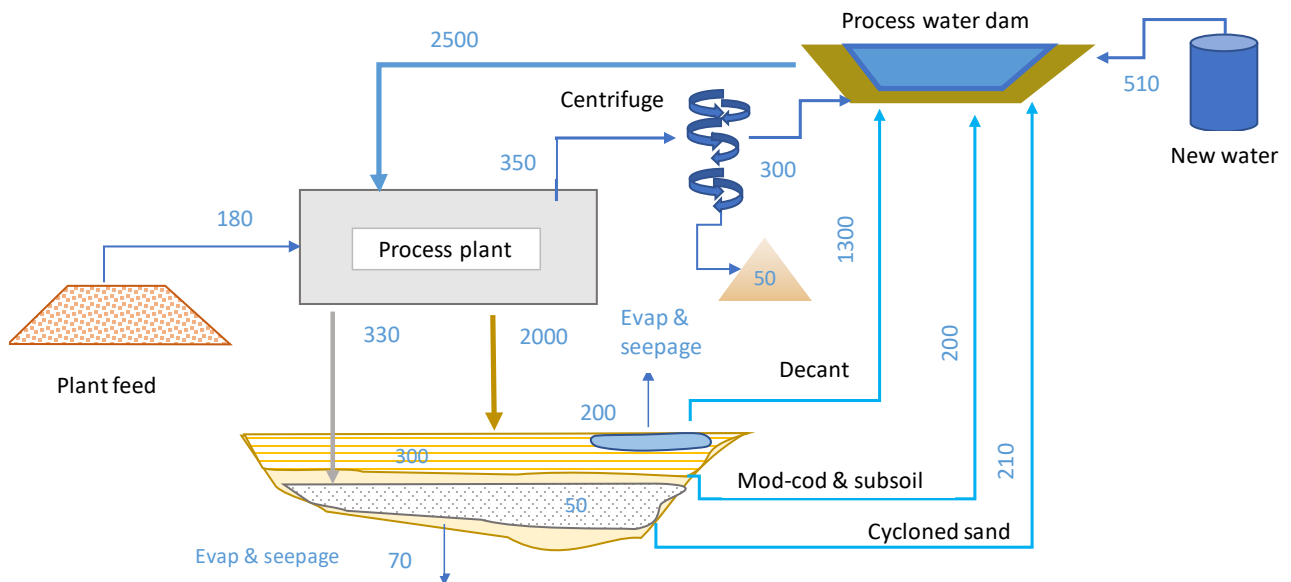 Process water dam
2500
510
Centrifuge
New water
350
300
180
Process plant
1300
50
Evap &
seepage
330
2000
200
Plant feed
Decant
200
300
210
Mod-cod & subsoil
50
Cycloned sand
Evap & seepage
70